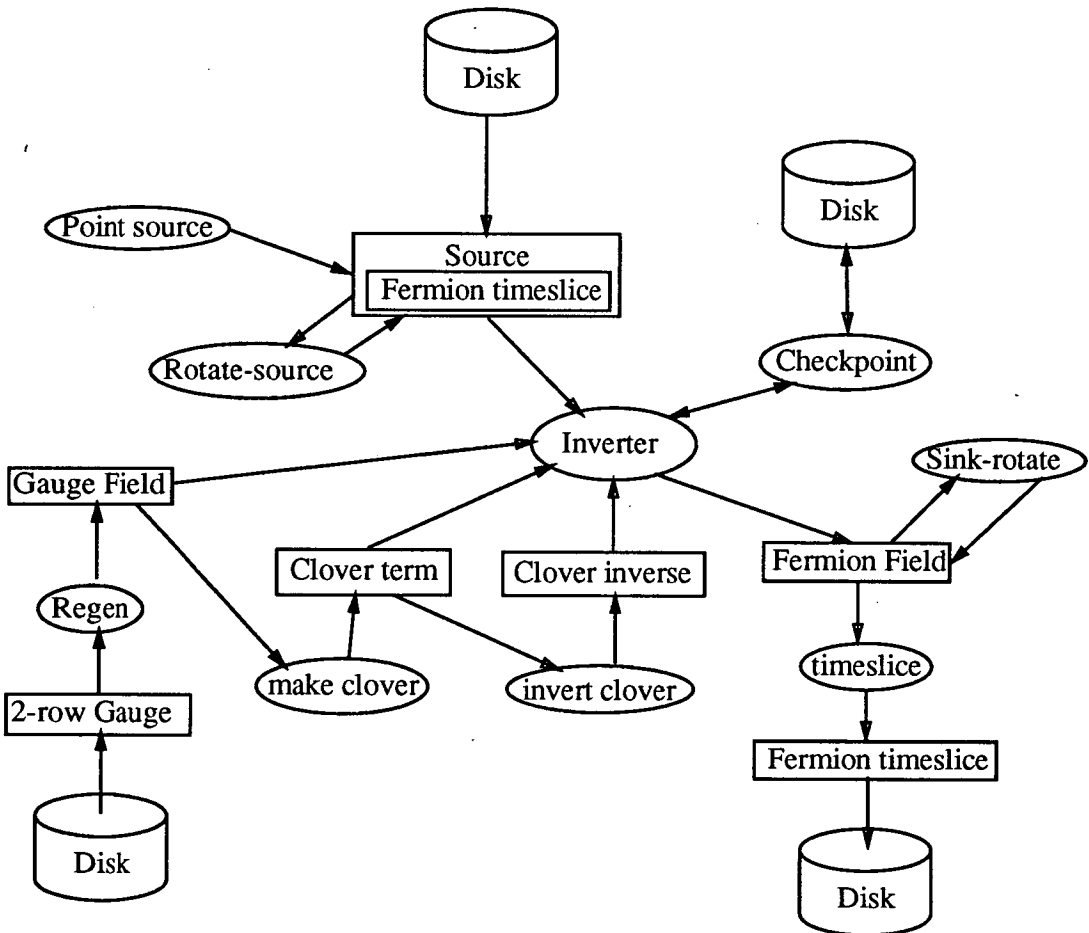 Disk
Disk
Point source
Source
Fermion timeslice
Rotate-source
Checkpoint
Inverter
Sink-rotate
Gauge Field
Clover term
Clover inverse
Fermion Field
Regen
make clover
invert clover
timeslice
2-row Gauge
Fermion timeslice
Disk
Disk